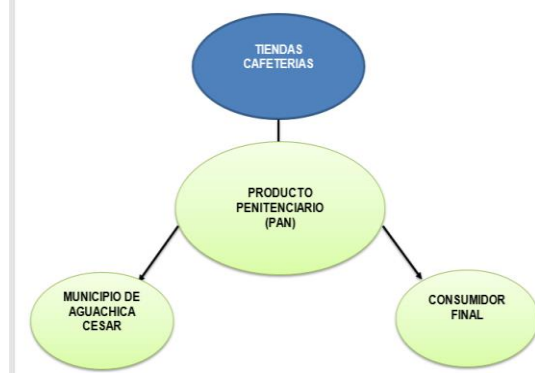 TIENDAS
CAFETERIAS
PRODUCTO
PENITENCIARIO
(PAN)
MUNICIPIO DE
AGUACHICA
CESAR
CONSUMIDOR
FINAL